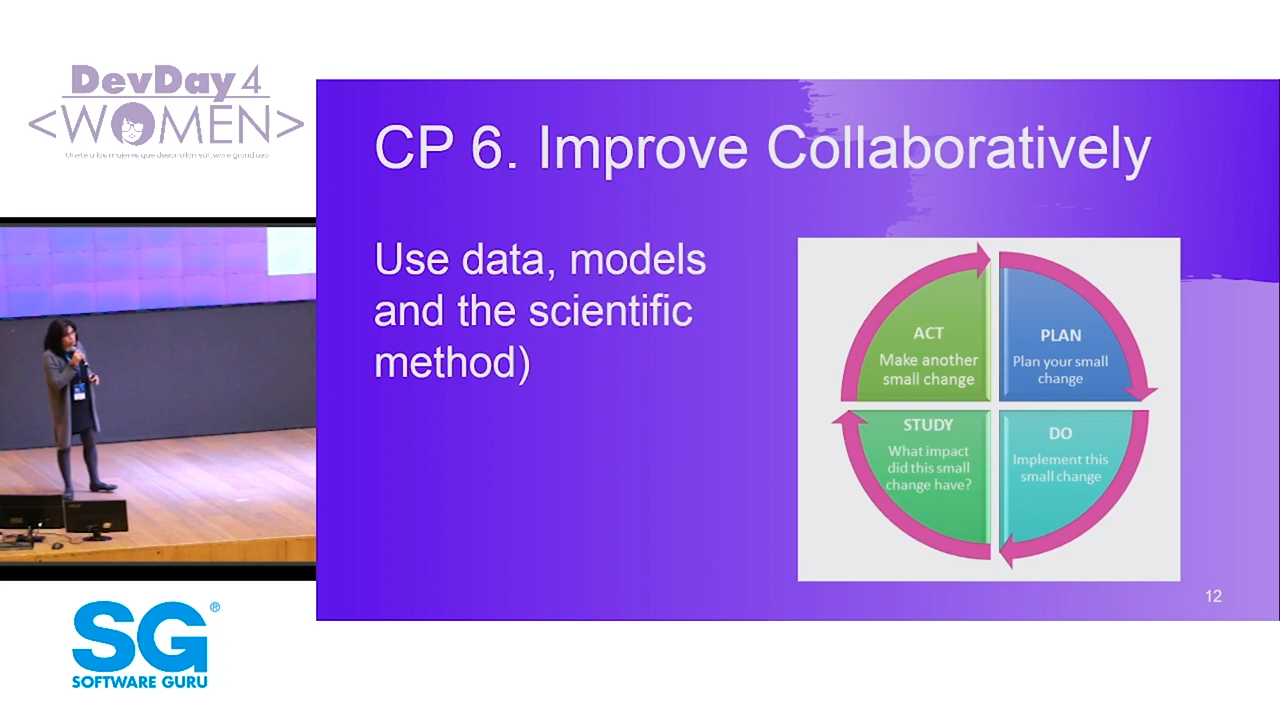 DevDay4
<WOMEN>
CP 6. Improve Collaboratively
Use data, models
and the scientific
method)
ACT
Make another
small change
PLAN
Plan your small
change
STUDY
What impact
did this small
change have?
DO
Implement this
small change
12
SG®
SOFTWARE GURU